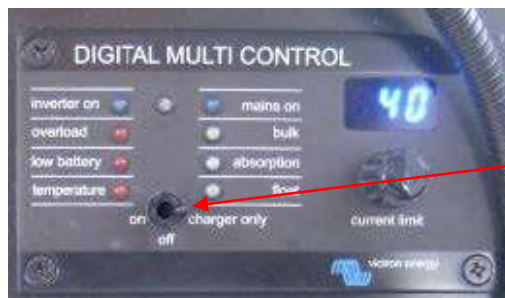 DIGITAL MULTI CONTROL
inverter on
mains on
40
overload
bulk
low battery
absorption
temperature
float
on
charger only
off
current limit
victron energy